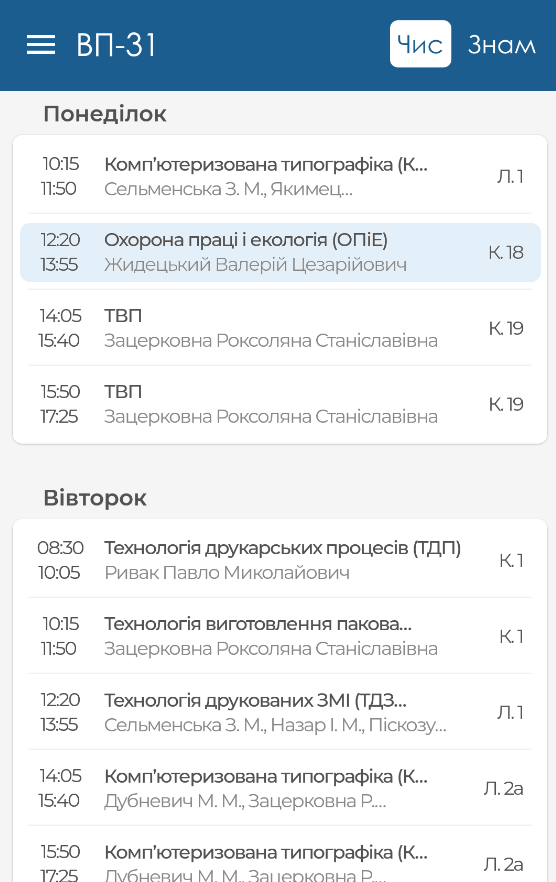 ВП-31
Чис
Знам
Понеділок
10:15
Комп’ютеризована типографіка (К...
11:50
Сельменська З. М., Якимец...
Л. 1
12:20
Охорона праці і екологія (ОПіЕ)
13:55
Жидецький Валерій Цезарійович
К. 18
14:05
ТВП
15:40
Зацерковна Роксоляна Станіславівна
К. 19
15:50
ТВП
17:25
Зацерковна Роксоляна Станіславівна
К. 19
Вівторок
08:30
Технологія друкарських процесів (ТДП)
10:05
Ривак Павло Миколайович
К. 1
10:15
Технологія виготовлення пакова...
11:50
Зацерковна Роксоляна Станіславівна
К. 1
12:20
Технологія друкованих ЗМІ (ТДЗ...
13:55
Сельменська З. М., Назар І. М., Піскозу...
Л. 1
14:05
Комп’ютеризована типографіка (К...
15:40
Дубневич М. М., Зацерковна Р....
Л. 2а
15:50
Комп’ютеризована типографіка (К...
17:25
Дубневич М. М., Зацерковна Р....
Л. 2а